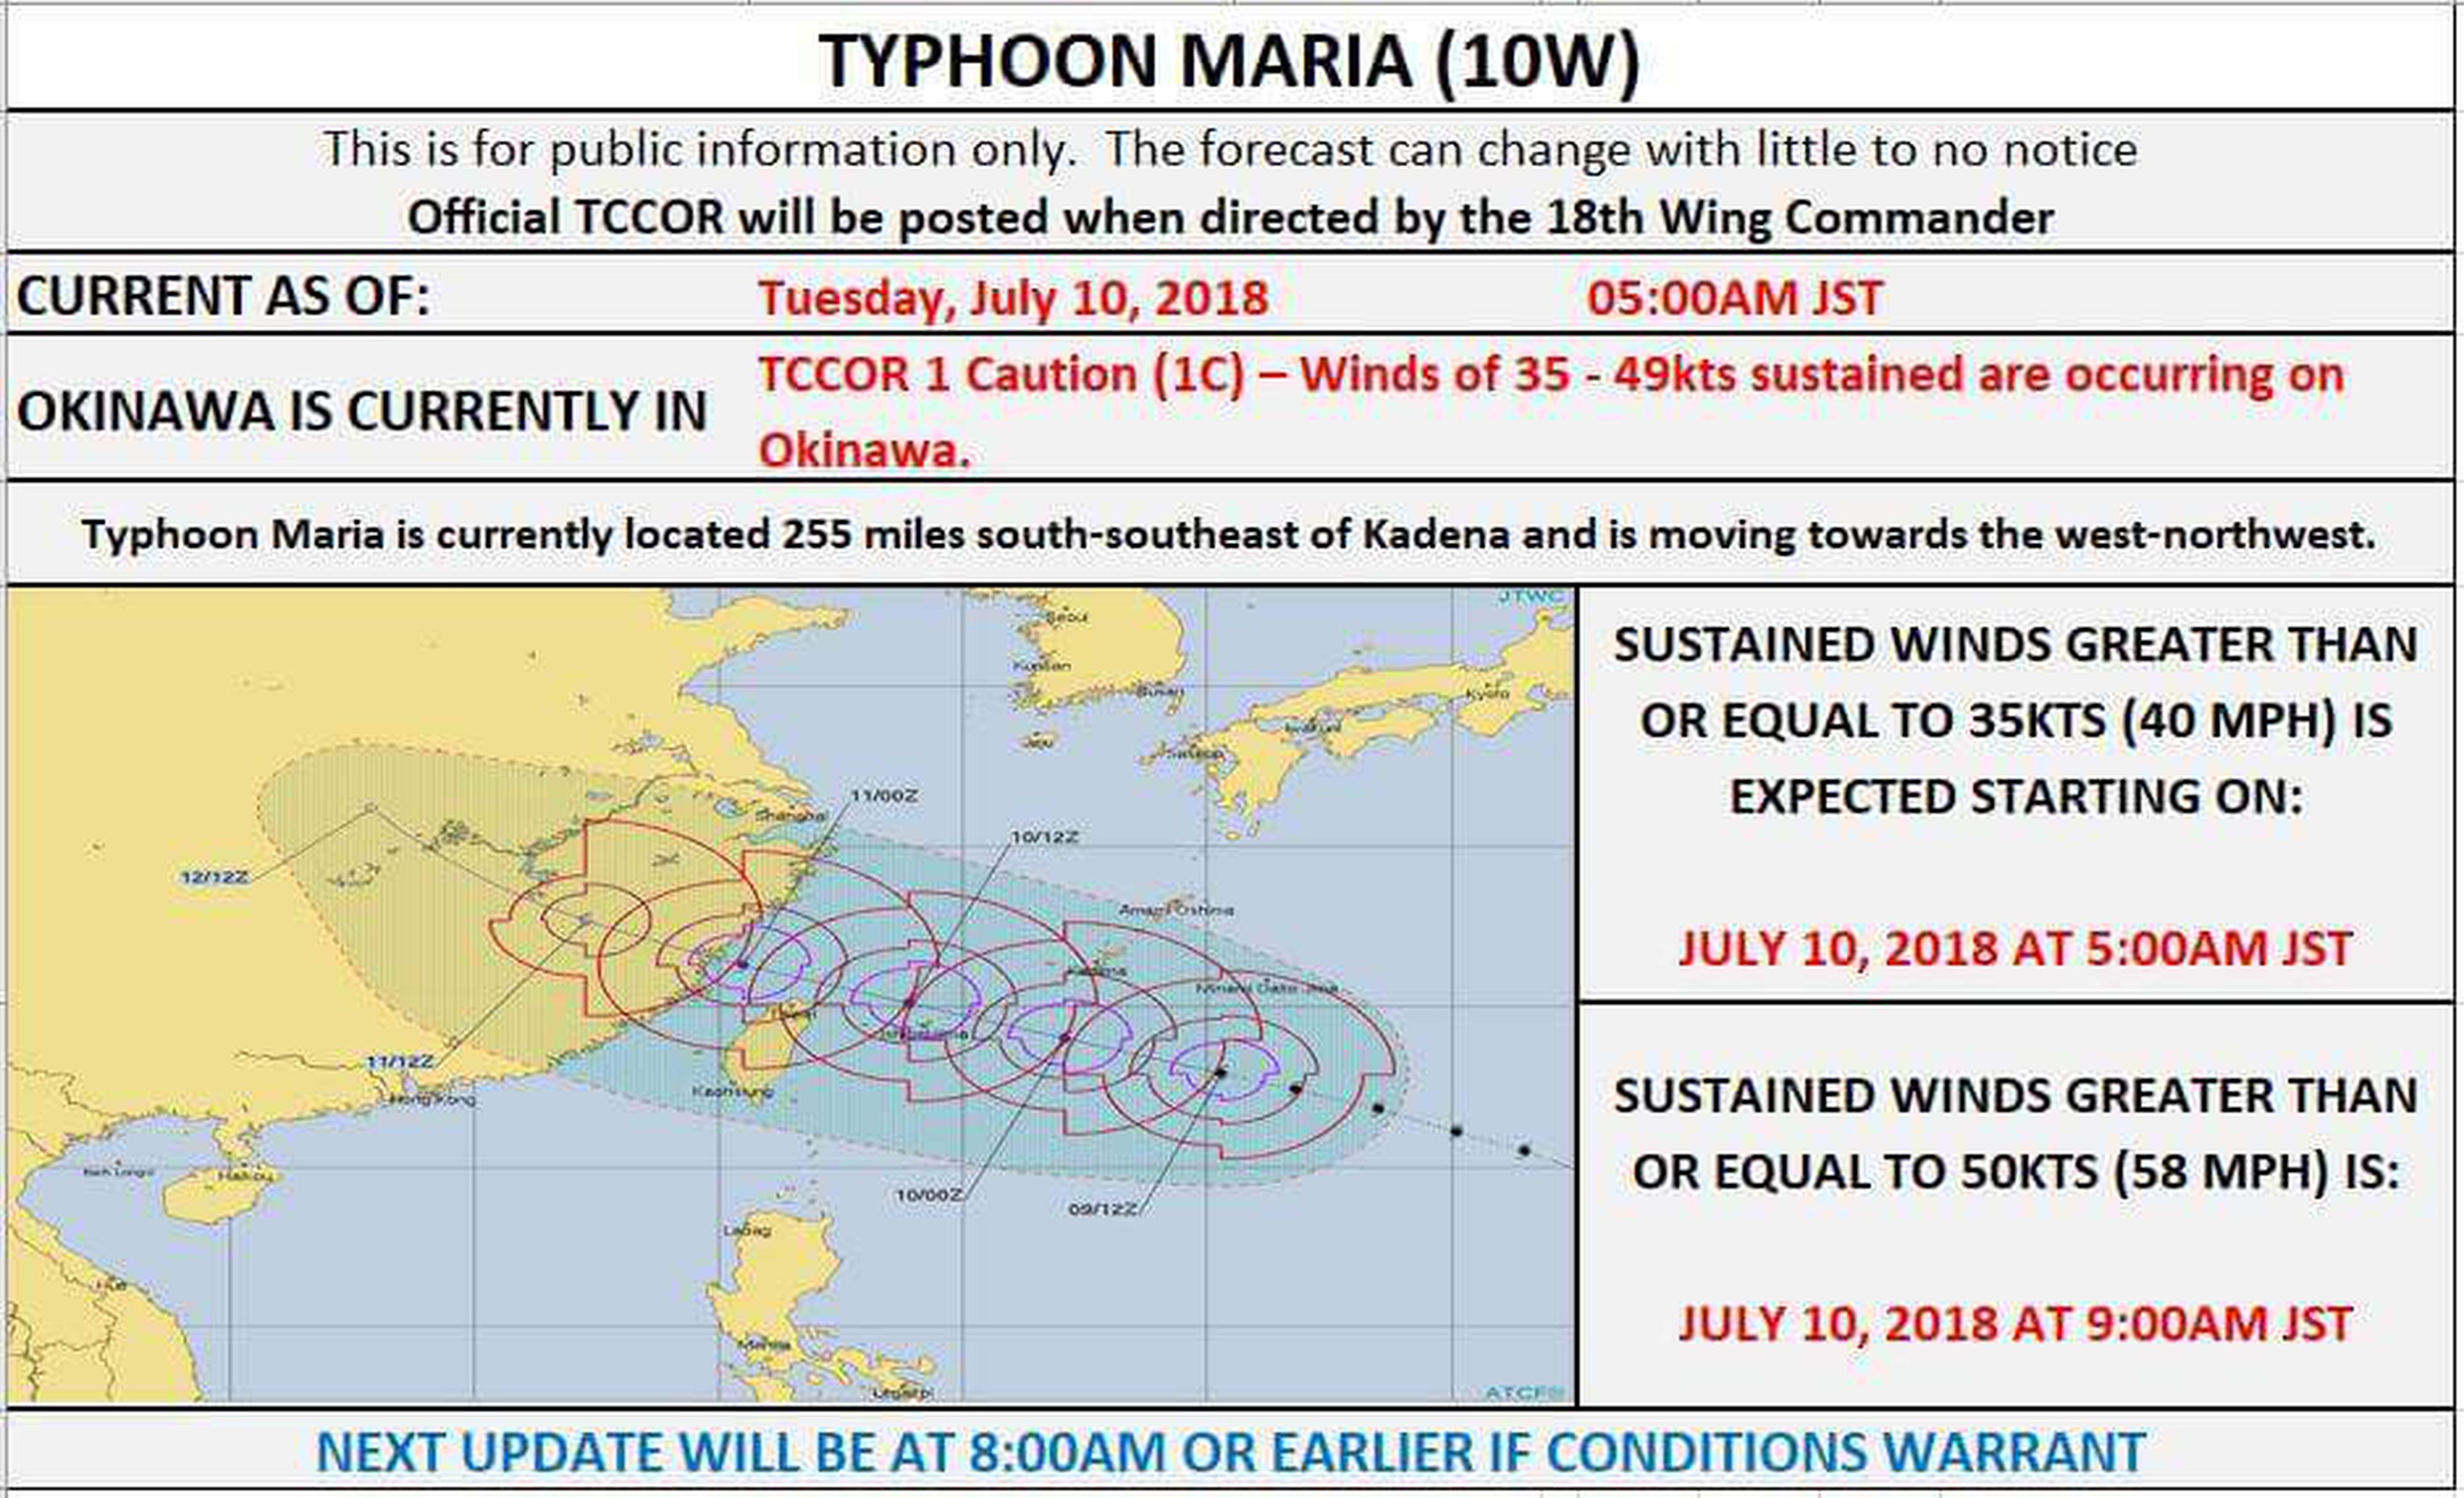 TYPHOON MARIA (10W)
This is for public information only.  The forecast can change with little to no notice
Official TCCOR will be posted when directed by the 18th Wing Commander
CURRENT AS OF:
Tuesday, July 10, 2018
05:00AM JST
OKINAWA IS CURRENTLY IN
TCCOR 1 Caution (1C) – Winds of 35 - 49kts sustained are occurring on
Okinawa.
Typhoon Maria is currently located 255 miles south-southeast of Kadena and is moving towards the west-northwest.
JTWC
Seoul
Kunsan
Busan
Kyoto
Iwakuni
Jeju
Sasebo
11/00Z
Shanghai
10/12Z
12/12Z
Amami Oshima
Kadena
Minami Daito Jima
Taipei
11/12Z
Kaohsiung
Hong Kong
Haikou
10/00Z
09/12Z
Laoag
Hue
Manila
Legaspi
ATCF®
SUSTAINED WINDS GREATER THAN
OR EQUAL TO 35KTS (40 MPH) IS
EXPECTED STARTING ON:
JULY 10, 2018 AT 5:00AM JST
SUSTAINED WINDS GREATER THAN
OR EQUAL TO 50KTS (58 MPH) IS:
JULY 10, 2018 AT 9:00AM JST
NEXT UPDATE WILL BE AT 8:00AM OR EARLIER IF CONDITIONS WARRANT